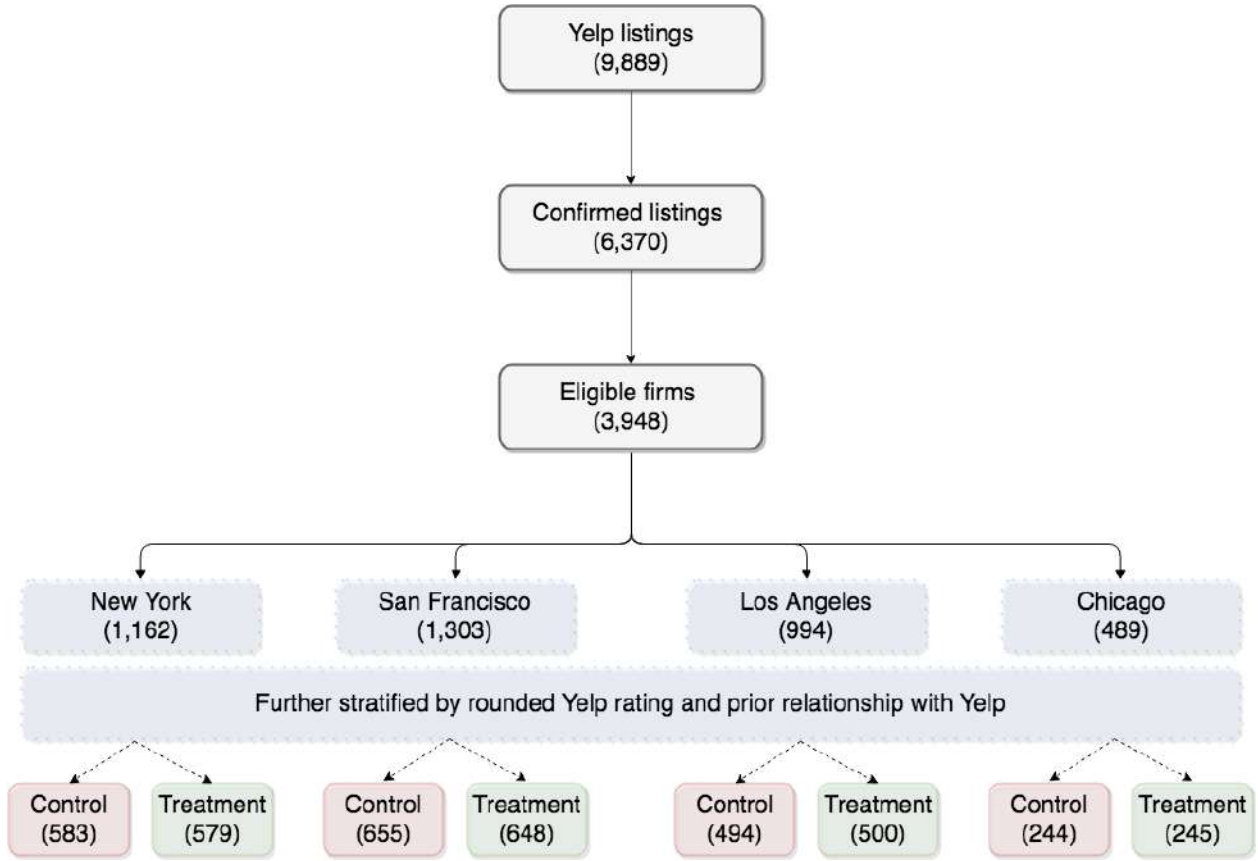 Yelp listings
(9,889)
Confirmed listings
(6,370)
Eligible firms
(3,948)
New York
(1,162)
San Francisco
(1,303)
Los Angeles
(994)
Chicago
(489)
Further stratified by rounded Yelp rating and prior relationship with Yelp
Control
(583)
Treatment
(579)
Control
(655)
Treatment
(648)
Control
(494)
Treatment
(500)
Control
(244)
Treatment
(245)